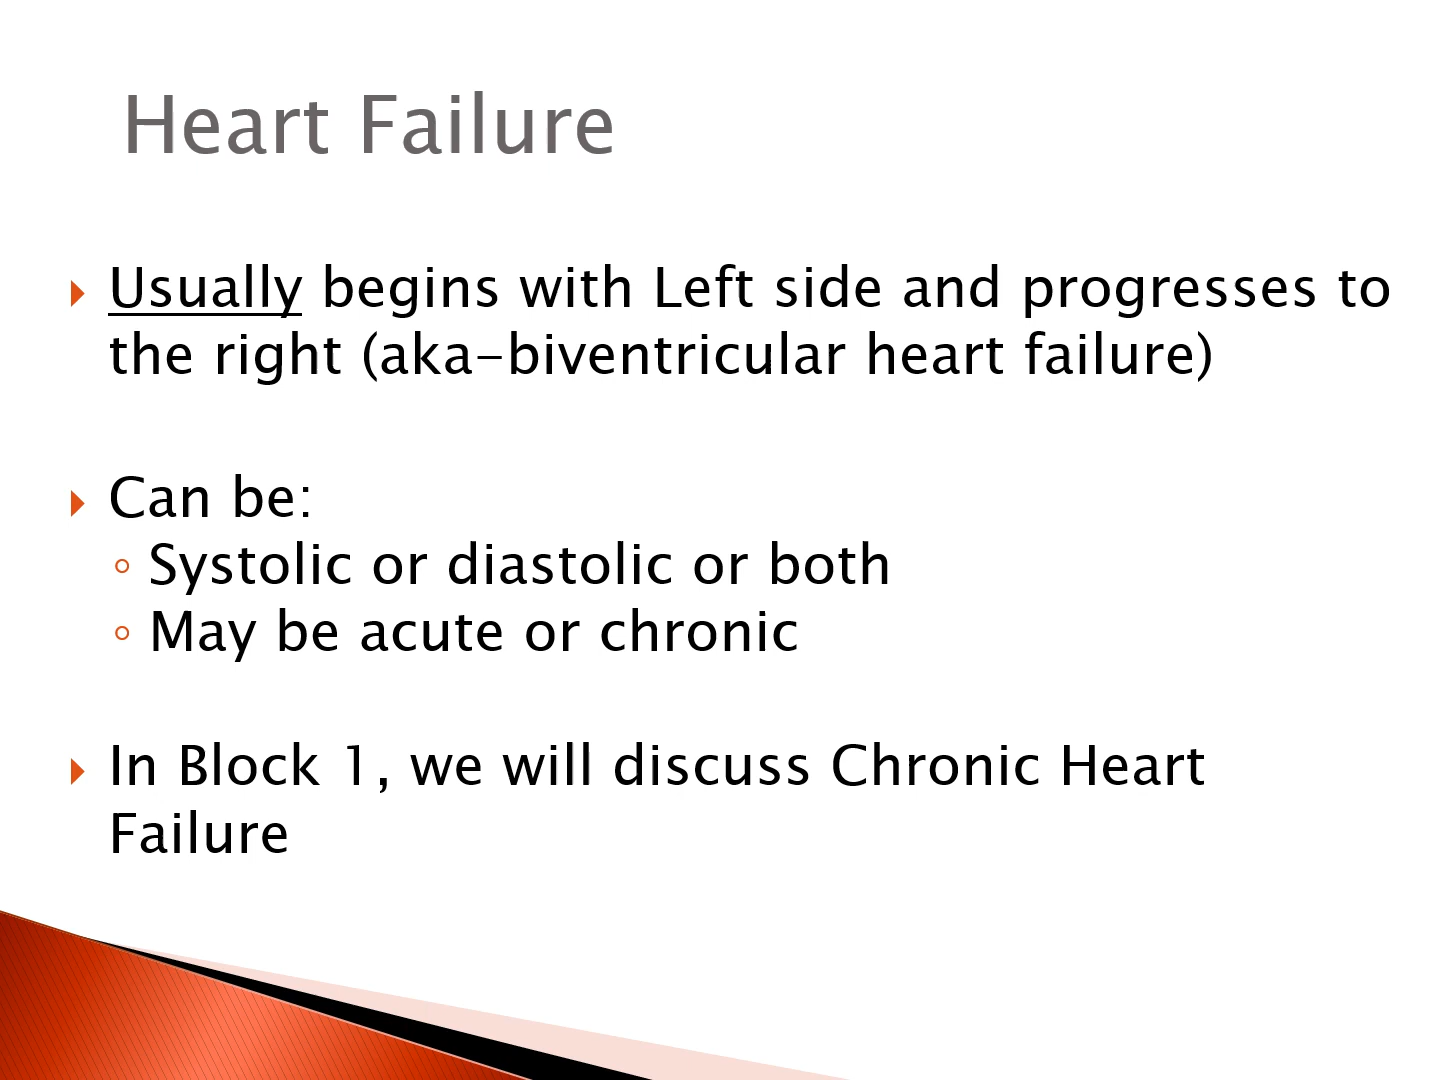 Heart Failure
Usually begins with Left side and progresses to
the right (aka-biventricular heart failure)
Can be:
Systolic or diastolic or both
May be acute or chronic
In Block 1, we will discuss Chronic Heart
Failure